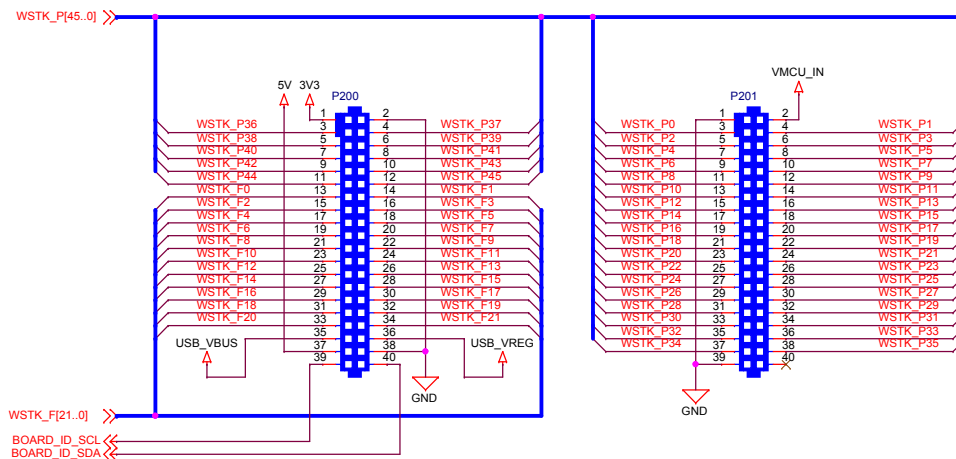 WSTK_P[45..0]
VMCU_IN
5V 3V3
P200 P201
1 2 1 2
WSTK_P36 3 4 WSTK_P37 WSTK_P0 3 4 WSTK_P1
WSTK_P38 5 6 WSTK_P39 WSTK_P2 5 6 WSTK_P3
WSTK_P40 7 8 WSTK_P41 WSTK_P4 7 8 WSTK_P5
WSTK_P42 9 10 WSTK_P43 WSTK_P6 9 10 WSTK_P7
WSTK_P44 11 12 WSTK_P45 WSTK_P8 11 12 WSTK_P9
WSTK_F0 13 14 WSTK_F1 WSTK_P10 13 14 WSTK_P11
WSTK_F2 15 16 WSTK_F3 WSTK_P12 15 16 WSTK_P13
WSTK_F4 17 18 WSTK_F5 WSTK_P14 17 18 WSTK_P15
WSTK_F6 19 20 WSTK_F7 WSTK_P16 19 20 WSTK_P17
WSTK_F8 21 22 WSTK_F9 WSTK_P18 21 22 WSTK_P19
WSTK_F10 23 24 WSTK_F11 WSTK_P20 23 24 WSTK_P21
WSTK_F12 25 26 WSTK_F13 WSTK_P22 25 26 WSTK_P23
WSTK_F14 27 28 WSTK_F15 WSTK_P24 27 28 WSTK_P25
WSTK_F16 29 30 WSTK_F17 WSTK_P26 29 30 WSTK_P27
WSTK_F18 31 32 WSTK_F19 WSTK_P28 31 32 WSTK_P29
WSTK_F20 33 34 WSTK_F21 WSTK_P30 33 34 WSTK_P31
USB_VBUS 35 36 USB_VREG WSTK_P32 35 36 WSTK_P33
37 38 WSTK_P34 37 38 WSTK_P35
39 40 39 40
GND GND
WSTK_F[21..0]
BOARD_ID_SCL
BOARD_ID_SDA